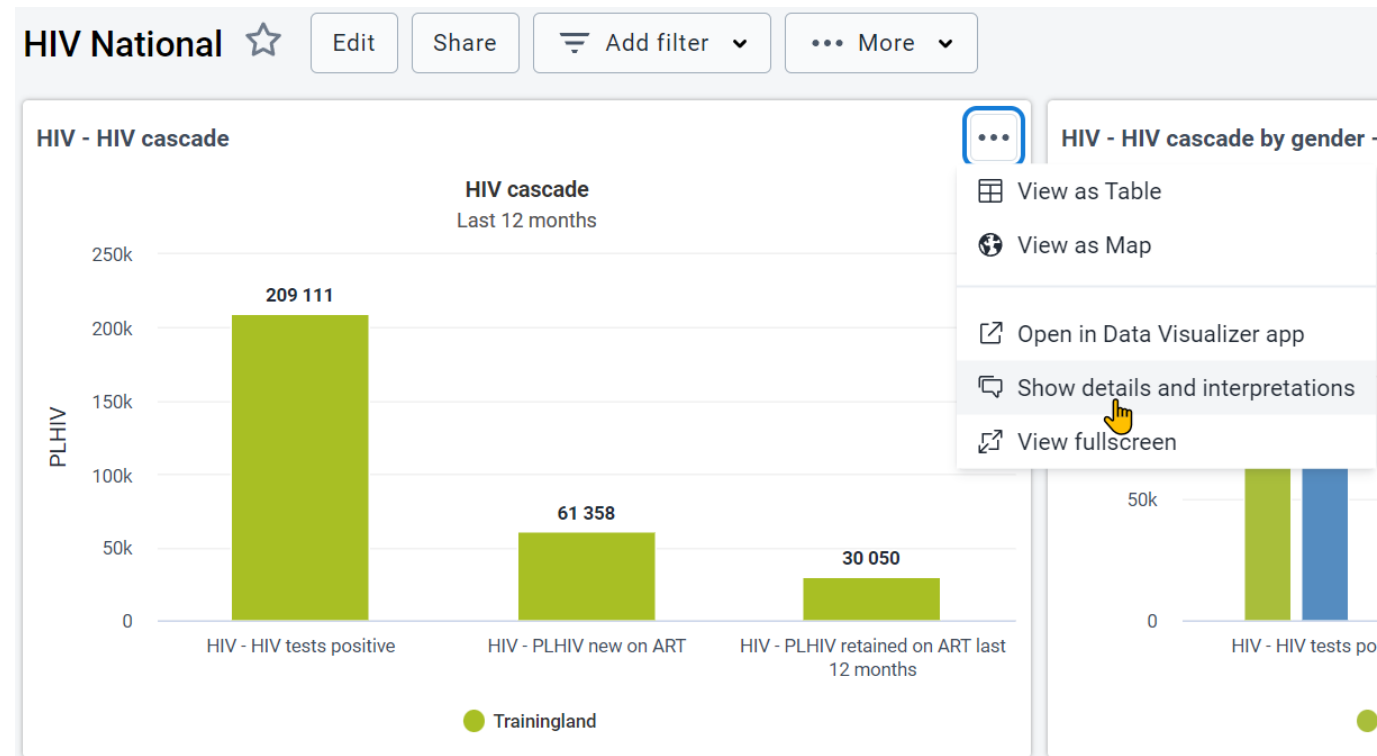 HIV National Edit Share Add filter More
HIV - HIV cascade
HIV - HIV cascade by gender -
HIV cascade
Last 12 months
View as Table
View as Map
Open in Data Visualizer app
Show details and interpretations
View fullscreen
PLHIV
250k
200k
150k
100k
50k
0
209 111
61 358
30 050
HIV - HIV tests positive
HIV - PLHIV new on ART
HIV - PLHIV retained on ART last
12 months
Trainingland
50k
0
HIV - HIV tests po